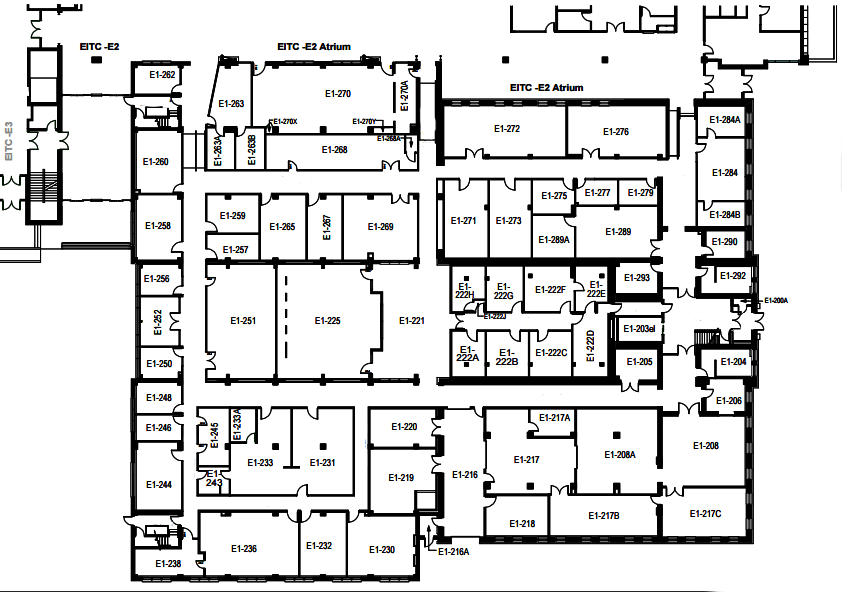 EITC -E2
EITC -E2 Atrium
E1-262
E1-270
E1-263
E1-270A
EITC -E2 Atrium
E1-270X
E1-270Y
E1-268A
E1-272
E1-276
E1-284A
EITC -E3
E1-260
E1-263A
E1-263B
E1-268
E1-284
E1-258
E1-259
E1-257
E1-265
E1-267
E1-269
E1-271
E1-273
E1-275
E1-277
E1-279
E1-289A
E1-289
E1-284B
E1-290
E1-256
E1-222H
E1-
222G
E1-222F
E1-
222E
E1-293
E1-292
E1-200A
E1-252
E1-251
E1-225
E1-221
E1-222J
E1-203el
E1-
222A
E1-
222B
E1-222C
E1-222D
E1-205
E1-204
E1-250
E1-248
E1-206
E1-246
E1-245
E1-233A
E1-220
E1-217A
E1-244
E1-
243
E1-233
E1-231
E1-219
E1-216
E1-217
E1-208A
E1-208
E1-218
E1-217B
E1-217C
E1-238
E1-236
E1-232
E1-230
E1-216A